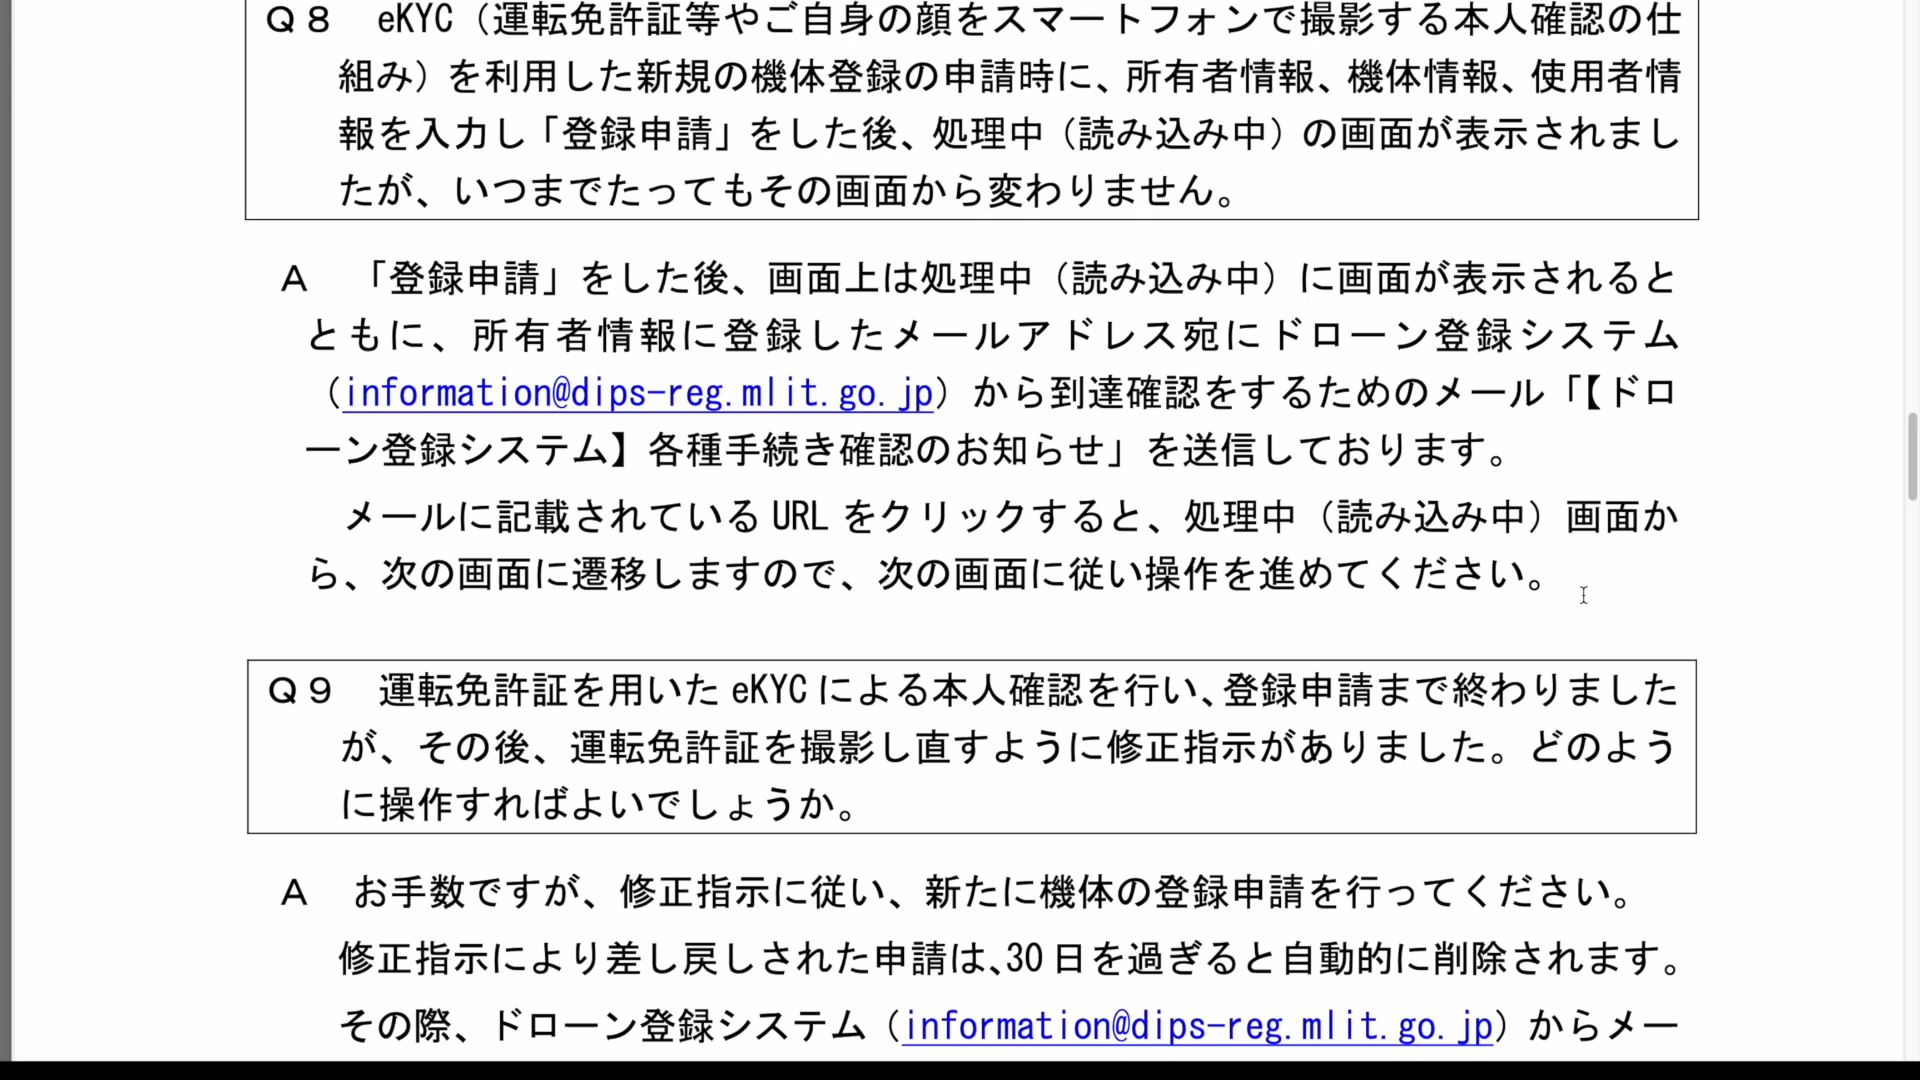 Q8　eKYC（運転免許証等やご自身の顔をスマートフォンで撮影する本人確認の仕
組み）を利用した新規の機体登録の申請時に、所有者情報、機体情報、使用者情
報を入力し「登録申請」をした後、処理中（読み込み中）の画面が表示されまし
たが、いつまでたってもその画面から変わりません。
A　「登録申請」をした後、画面上は処理中（読み込み中）に画面が表示されると
ともに、所有者情報に登録したメールアドレス宛にドローン登録システム
（information@dips-reg.mlit.go.jp）から到達確認をするためのメール「【ドロ
ーン登録システム】各種手続き確認のお知らせ」を送信しております。
メールに記載されている URL をクリックすると、処理中（読み込み中）画面か
ら、次の画面に遷移しますので、次の画面に従い操作を進めてください。
Q9　運転免許証を用いた eKYC による本人確認を行い、登録申請まで終わりました
が、その後、運転免許証を撮影し直すように修正指示がありました。どのよう
に操作すればよいでしょうか。
A　お手数ですが、修正指示に従い、新たに機体の登録申請を行ってください。
修正指示により差し戻しされた申請は、30 日を過ぎると自動的に削除されます。
その際、ドローン登録システム（information@dips-reg.mlit.go.jp）からメー